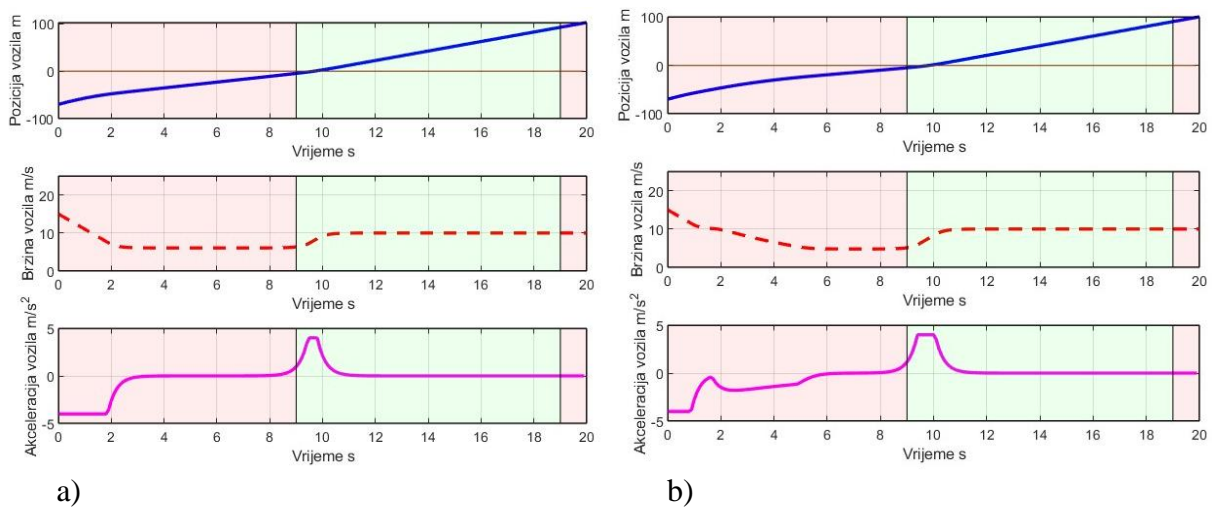 100
0
-100
Pozicija vozila m
0 2 4 6 8 10 12 14 16 18 20
Vrijeme s
20
10
0
Brzina vozila m/s
0 2 4 6 8 10 12 14 16 18 20
Vrijeme s
5
0
-5
Akceleracija vozila m/s²
0 2 4 6 8 10 12 14 16 18 20
Vrijeme s
a)
100
0
-100
Pozicija vozila m
0 2 4 6 8 10 12 14 16 18 20
Vrijeme s
20
10
0
Brzina vozila m/s
0 2 4 6 8 10 12 14 16 18 20
Vrijeme s
5
0
-5
Akceleracija vozila m/s²
0 2 4 6 8 10 12 14 16 18 20
Vrijeme s
b)